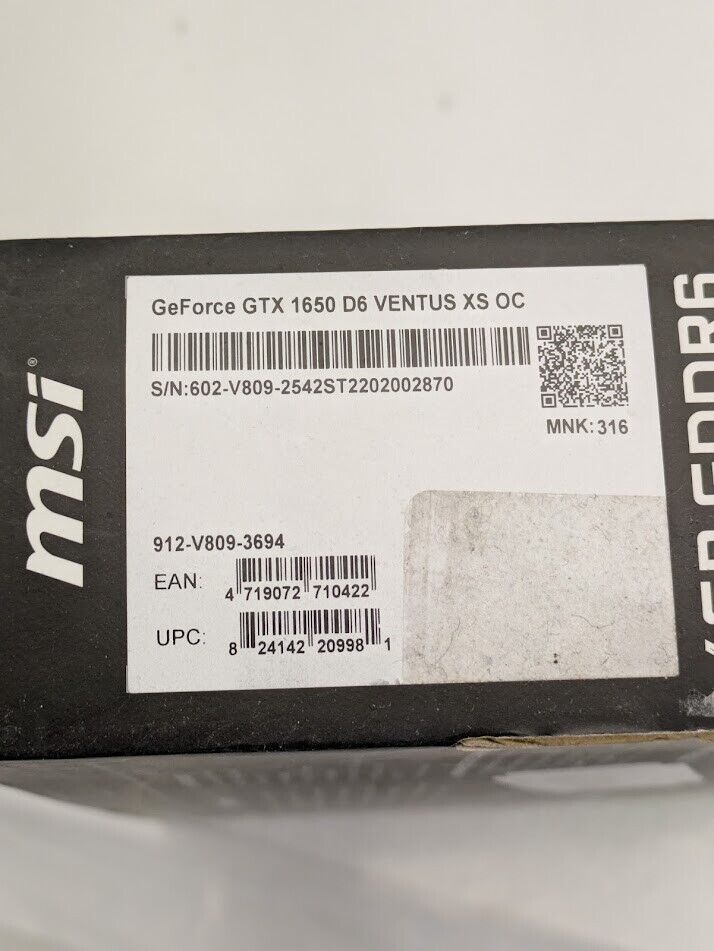 GeForce GTX 1650 D6 VENTUS XS OC
S/N:602-V809-2542ST2202002870
MNK:316
912-V809-3694
EAN:
4 719072 710422
UPC:
8 24142 20998 1
msi